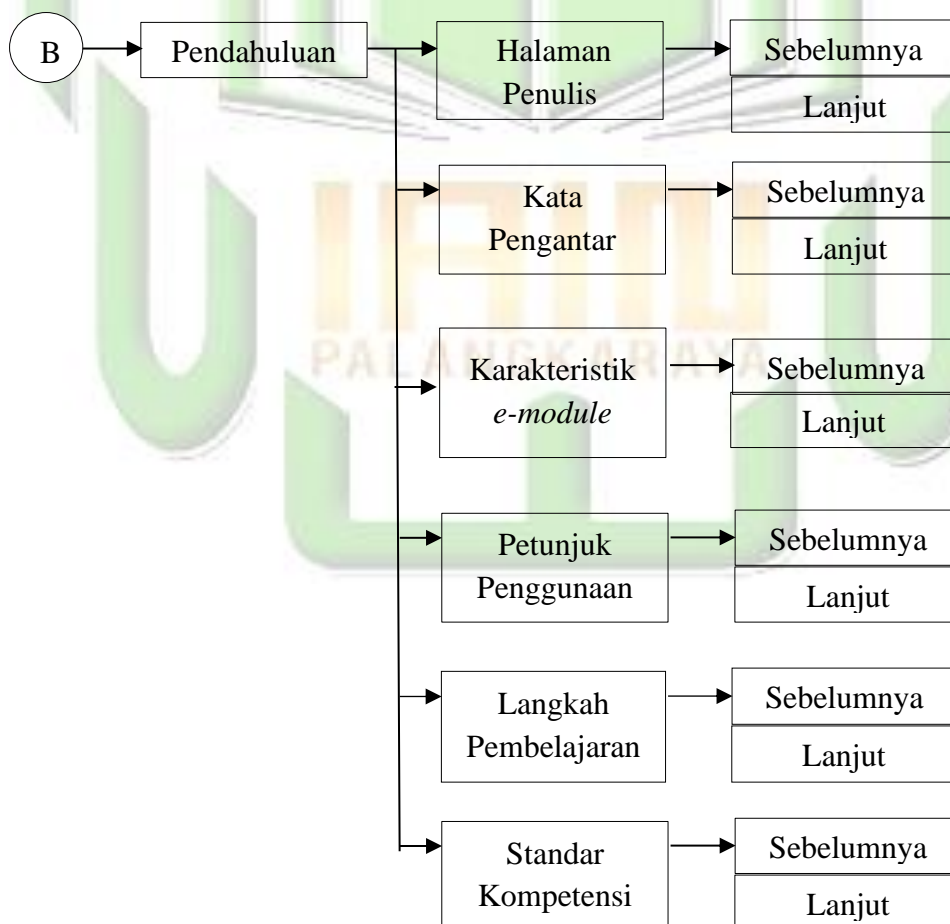 B
Pendahuluan
Halaman
Penulis
Sebelumnya
Lanjut
Kata
Pengantar
Sebelumnya
Lanjut
IAIN
PALANGKARAYA
Karakteristik
e-module
Sebelumnya
Lanjut
Petunjuk
Penggunaan
Sebelumnya
Lanjut
Langkah
Pembelajaran
Sebelumnya
Lanjut
Standar
Kompetensi
Sebelumnya
Lanjut